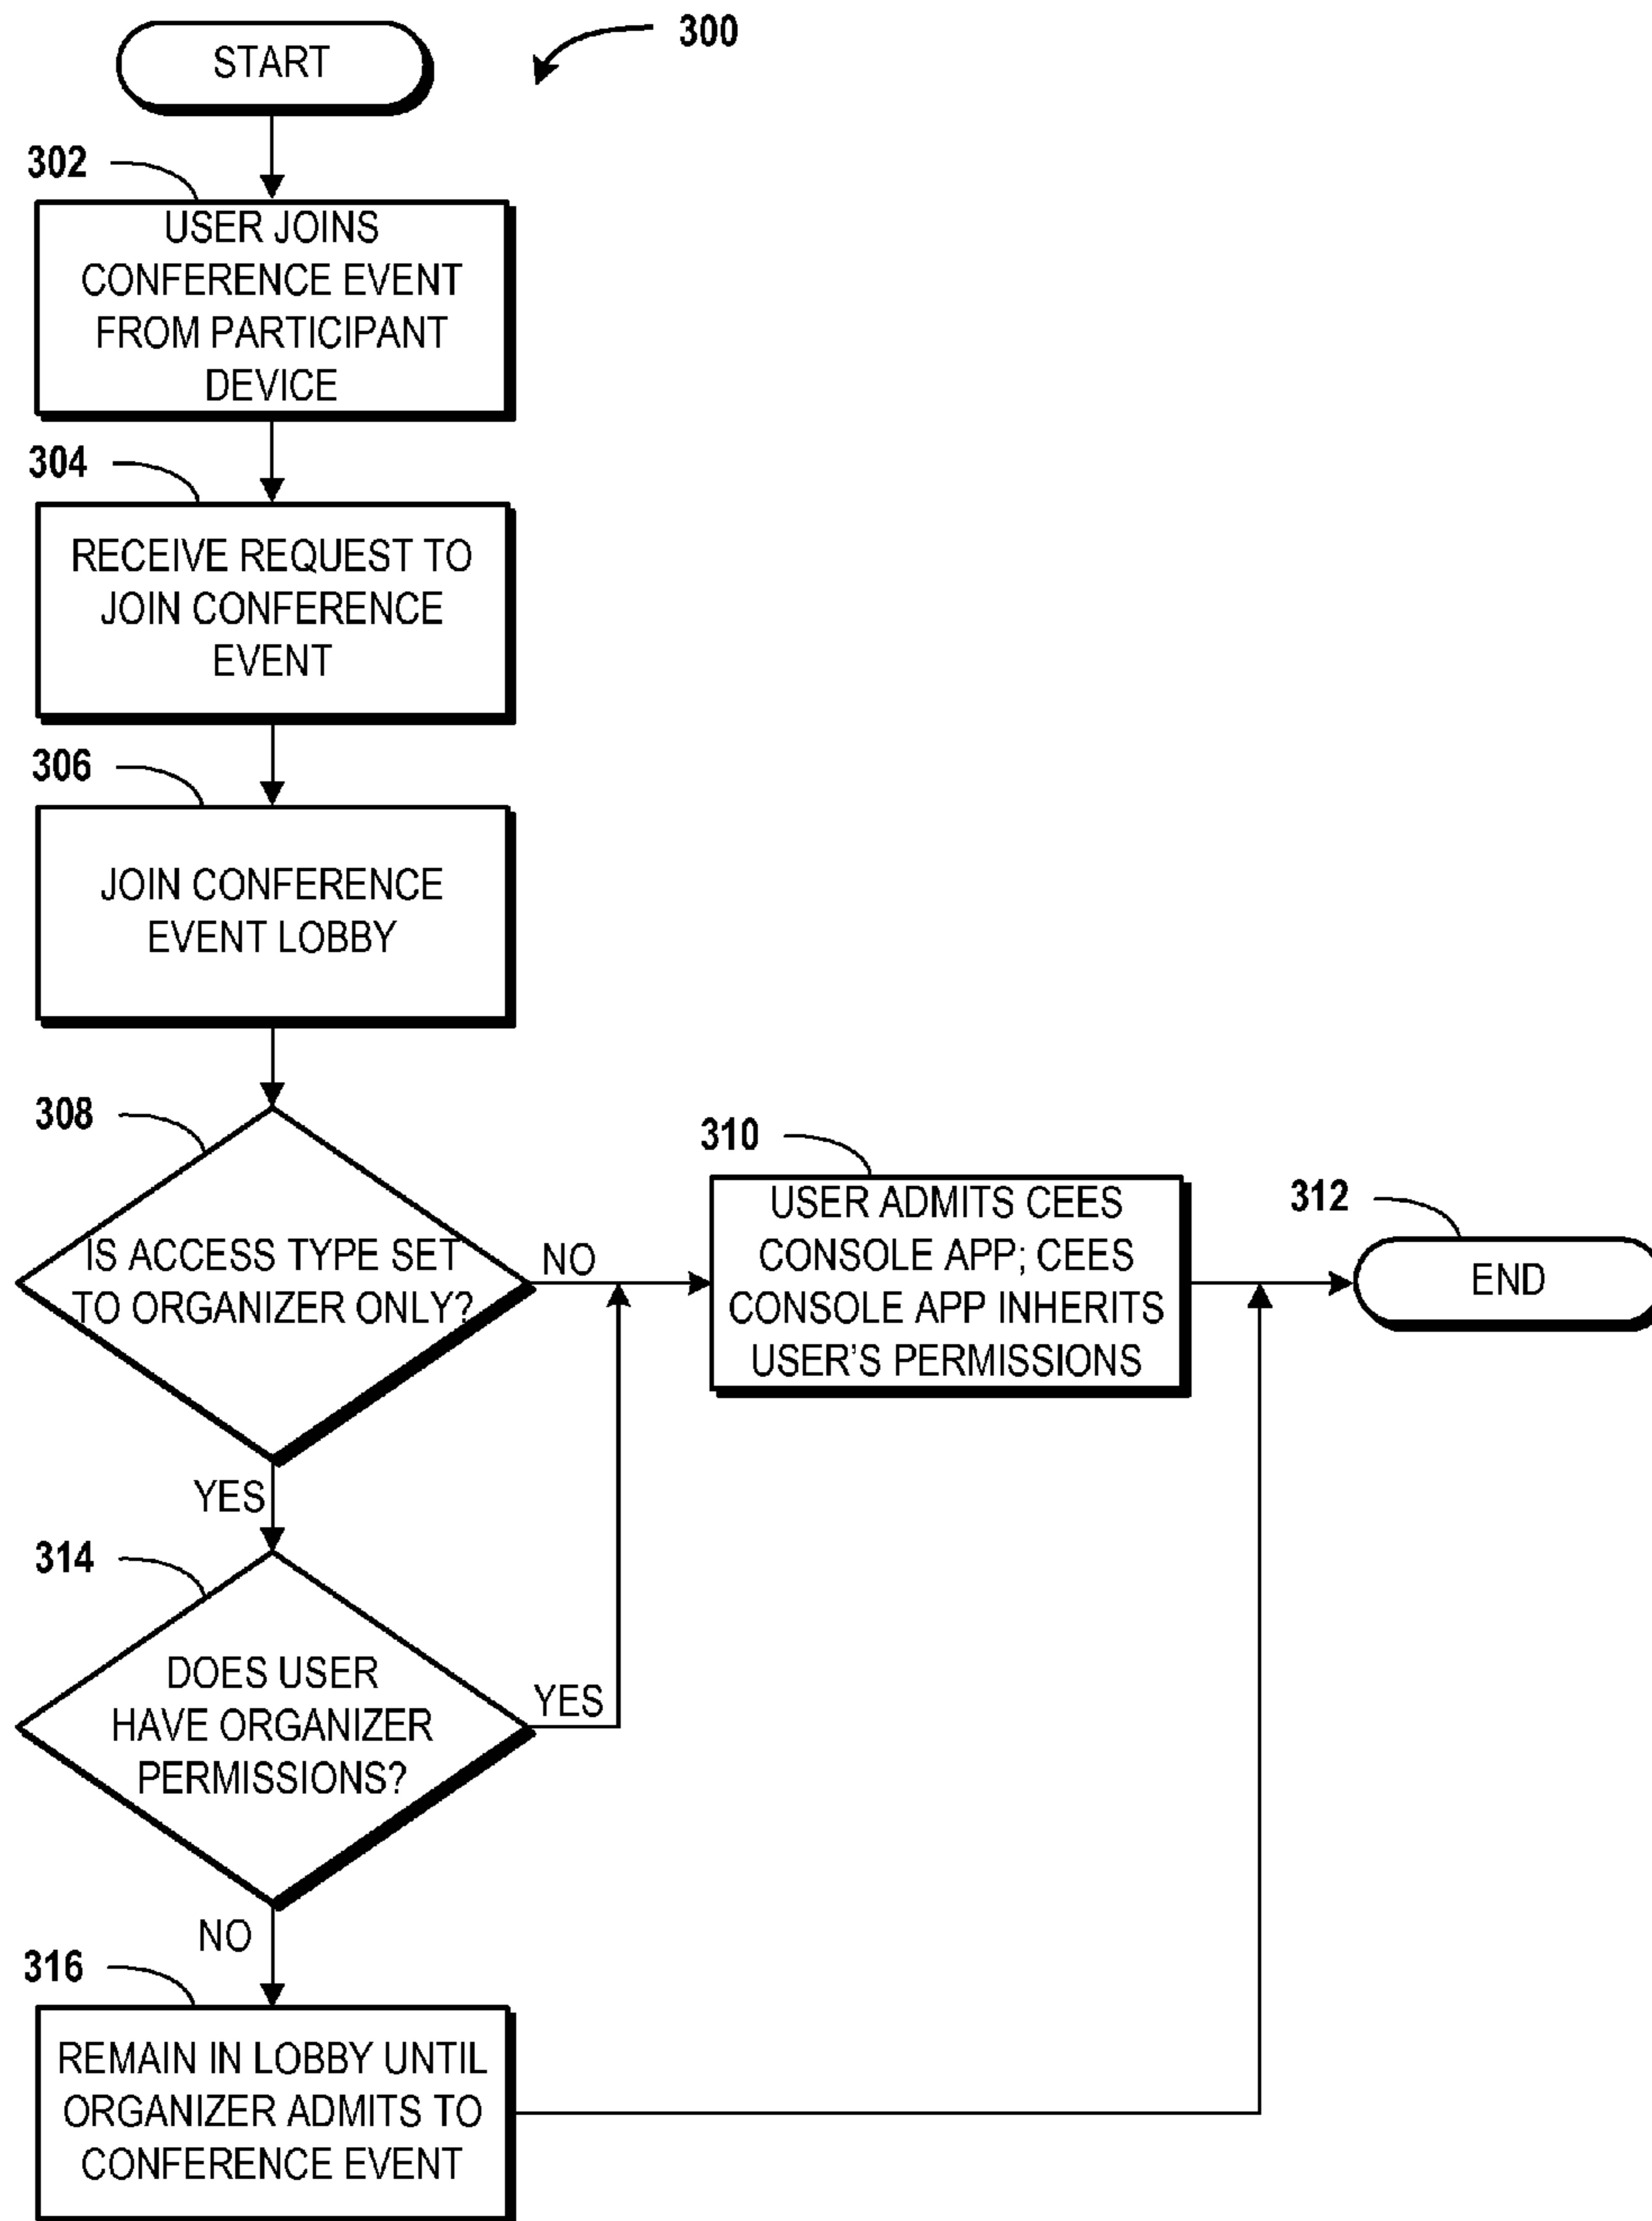 START
300
302
USER JOINS
CONFERENCE EVENT
FROM PARTICIPANT
DEVICE
304
RECEIVE REQUEST TO
JOIN CONFERENCE
EVENT
306
JOIN CONFERENCE
EVENT LOBBY
308
IS ACCESS TYPE SET
TO ORGANIZER ONLY?
NO
YES
310
USER ADMITS CEES
CONSOLE APP; CEES
CONSOLE APP INHERITS
USER'S PERMISSIONS
312
END
314
DOES USER
HAVE ORGANIZER
PERMISSIONS?
YES
NO
316
REMAIN IN LOBBY UNTIL
ORGANIZER ADMITS TO
CONFERENCE EVENT